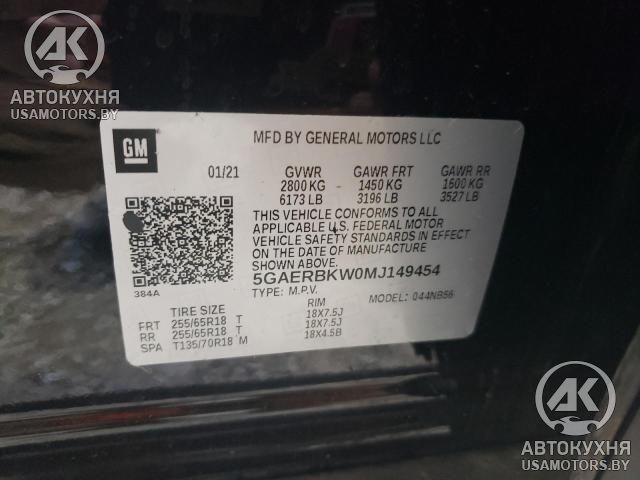 AK
АВТОКУХНЯ
USAMOTORS.BY
GM
MFD BY GENERAL MOTORS LLC
01/21 GVWR GAWR FRT GAWR RR
2800 KG 1450 KG 1600 KG
6173 LB 3196 LB 3527 LB
THIS VEHICLE CONFORMS TO ALL
APPLICABLE U.S. FEDERAL MOTOR
VEHICLE SAFETY STANDARDS IN EFFECT
ON THE DATE OF MANUFACTURE
SHOWN ABOVE.
5GAERBKW0MJ149454
384A
TYPE: M.P.V. MODEL: 044NB56
TIRE SIZE RIM
FRT 255/65R18 T 18X7.5J
RR 255/65R18 T 18X7.5J
SPA T135/70R18 M 18X4.5B
AK
АВТОКУХНЯ
USAMOTORS.BY